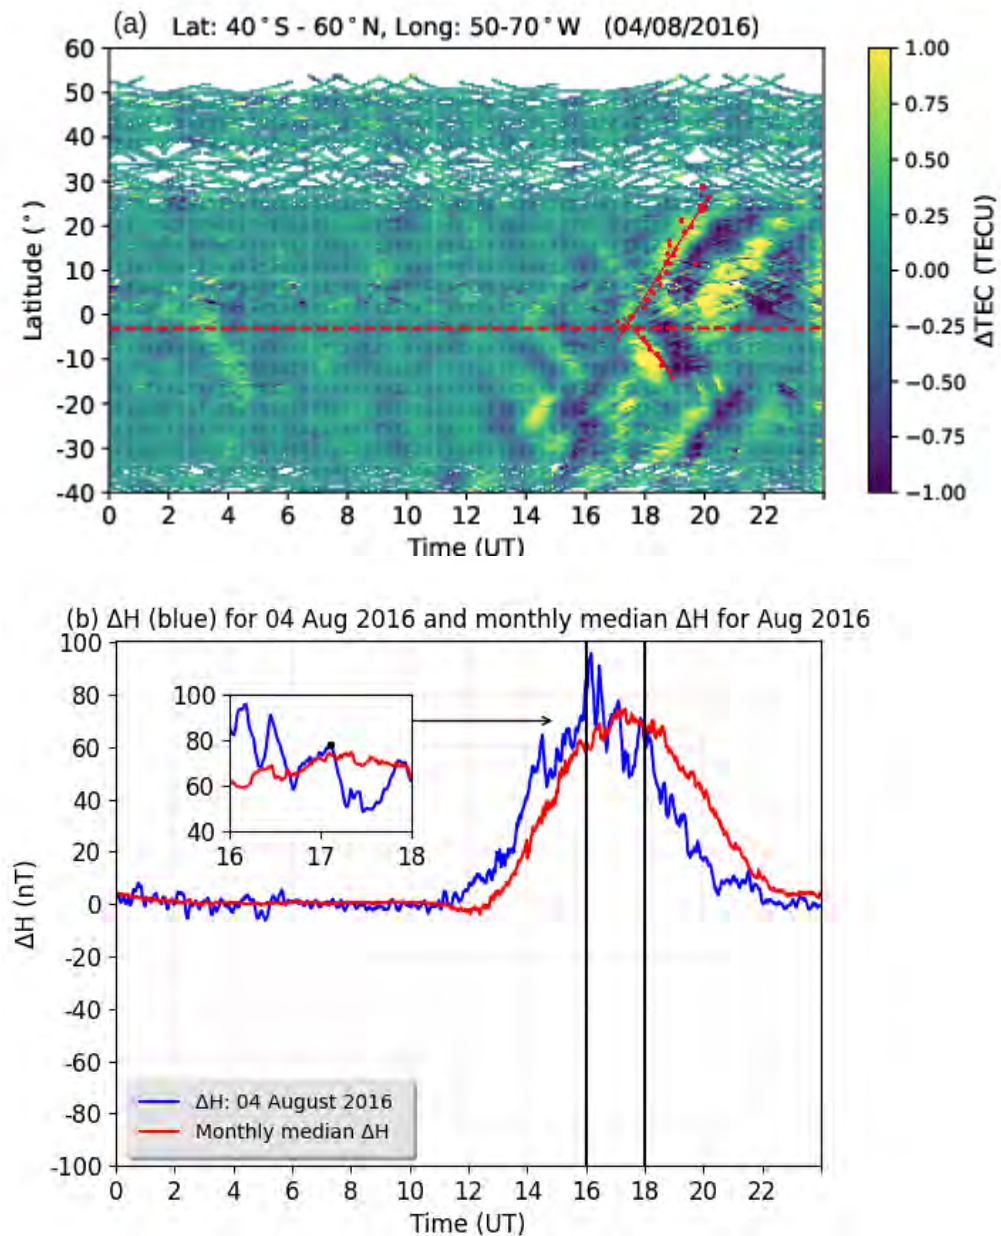 (a) Lat: 40°S - 60°N, Long: 50-70°W (04/08/2016)
60
50
40
30
20
10
0
-10
-20
-30
-40
Latitude (°)
0 2 4 6 8 10 12 14 16 18 20 22
Time (UT)
1.00
0.75
0.50
0.25
0.00
−0.25
−0.50
−0.75
−1.00
ΔTEC (TECU)
(b) ΔH (blue) for 04 Aug 2016 and monthly median ΔH for Aug 2016
100
80
60
40
20
0
-20
-40
-60
-80
-100
ΔH (nT)
100
80
60
40
16 17 18
ΔH: 04 August 2016
Monthly median ΔH
0 2 4 6 8 10 12 14 16 18 20 22
Time (UT)